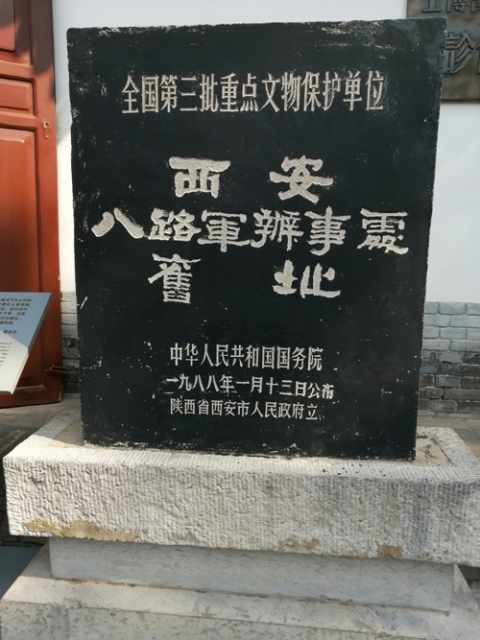 全国第三批重点文物保护单位
西安
八路軍辦事處
舊址
中华人民共和国国务院
一九八八年一月十三日公布
陕西省西安市人民政府立